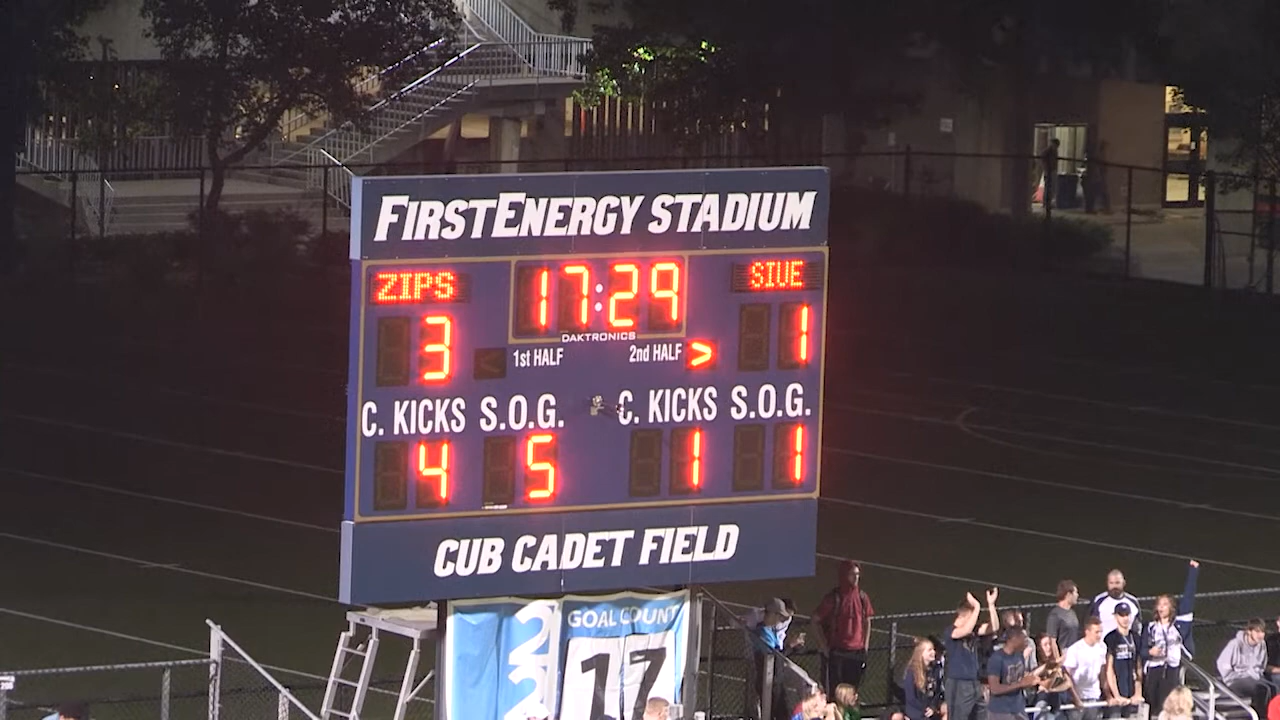 FIRSTENERGY STADIUM
ZIPS 17:29 SIUE
3 DAKTRONICS 1
< 1st HALF 2nd HALF >
C. KICKS S.O.G. C. KICKS S.O.G.
4 5 1 1
CUB CADET FIELD
GOAL COUNT
22
17